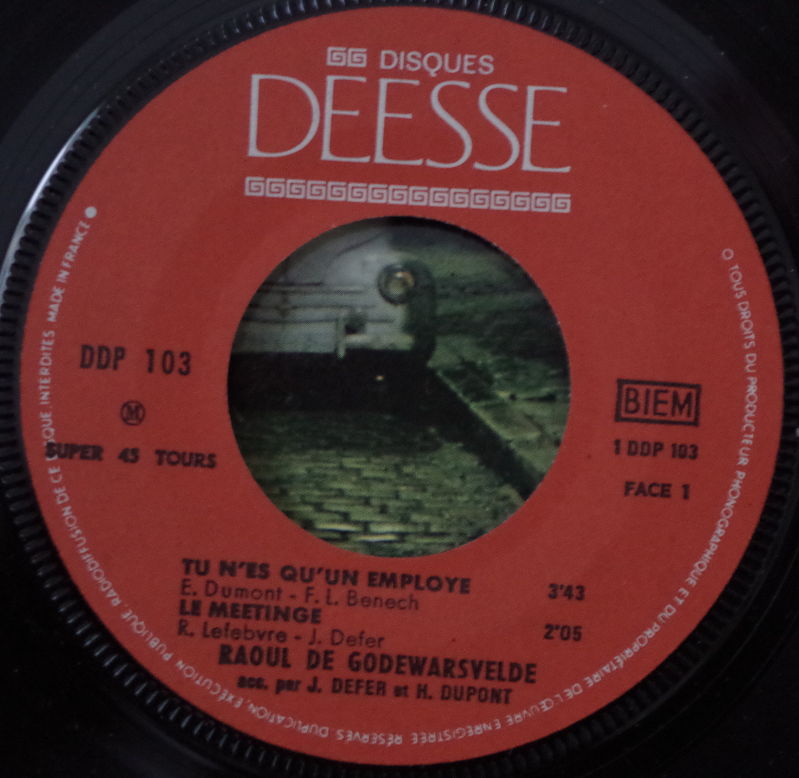 DISQUES
DEESSE
DDP 103
M
SUPER 45 TOURS
BIEM
1 DDP 103
FACE 1
TU N'ES QU'UN EMPLOYE 3'43
E. Dumont - F. L. Benech
LE MEETINGE 2'05
R. Lefebvre - J. Defer
RAOUL DE GODEWARSVELDE
acc. par J. DEFER et H. DUPONT
TOUS DROITS DU PRODUCTEUR PHONOGRAPHIQUE ET DU PROPRIÉTAIRE DE L'ŒUVRE ENREGISTRÉE RÉSERVÉS. DUPLICATION, EXÉCUTION PUBLIQUE, RADIODIFFUSION DE CE DISQUE INTERDITES MADE IN FRANCE